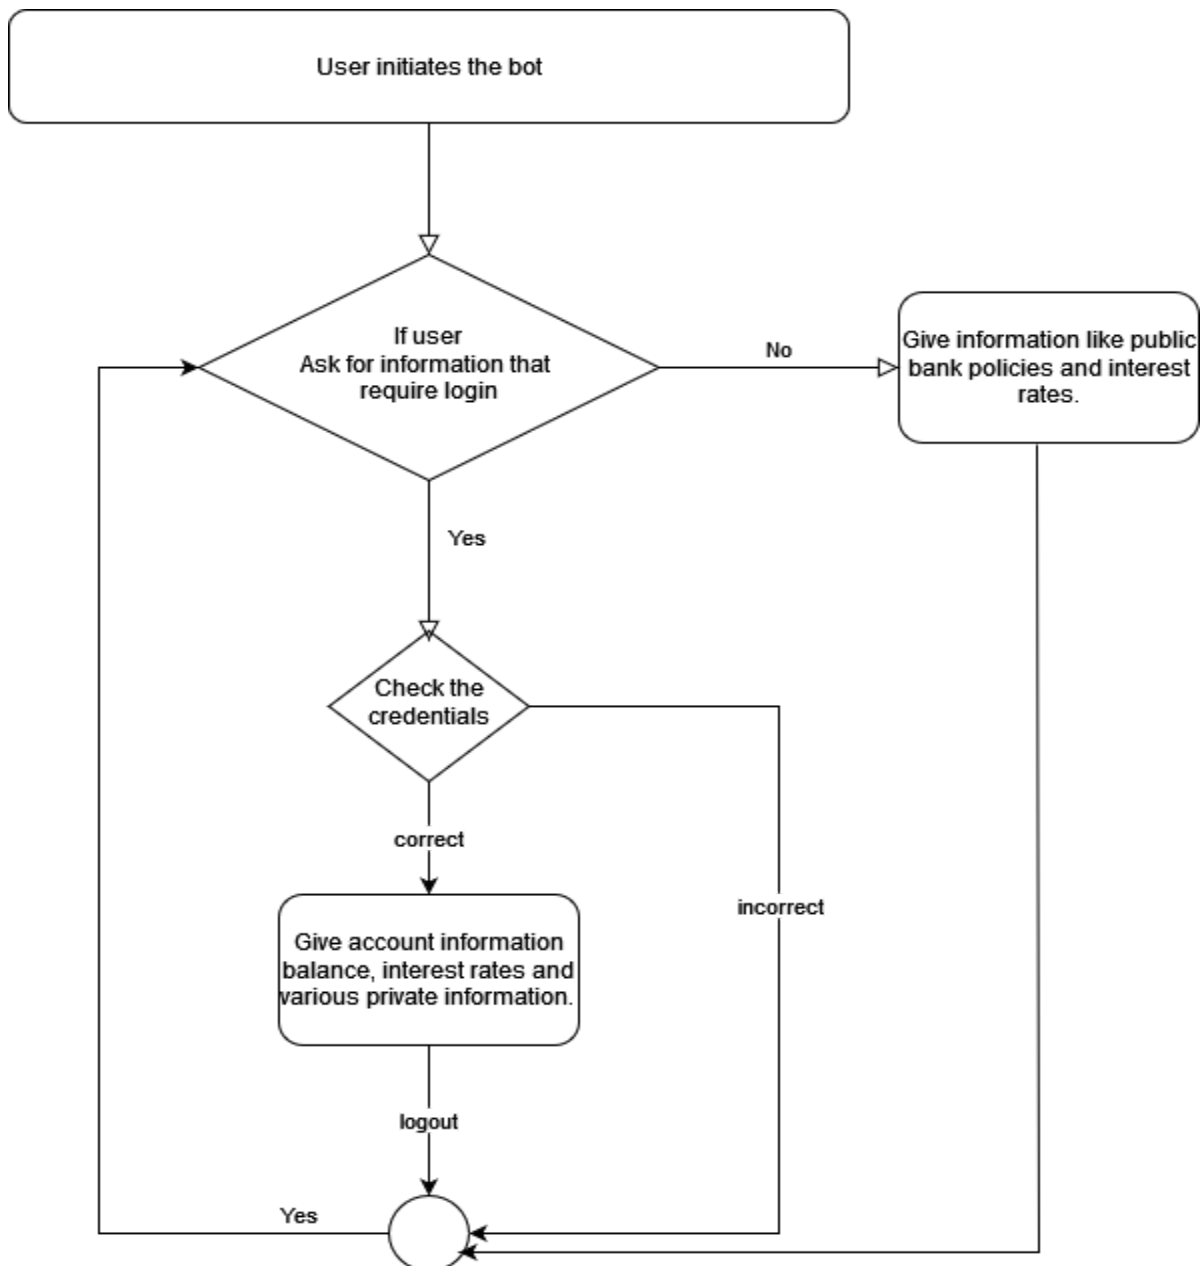 User initiates the bot
If user
Ask for information that
require login
No
Give information like public
bank policies and interest
rates.
Yes
Check the
credentials
correct
incorrect
Give account information
balance, interest rates and
various private information.
logout
Yes